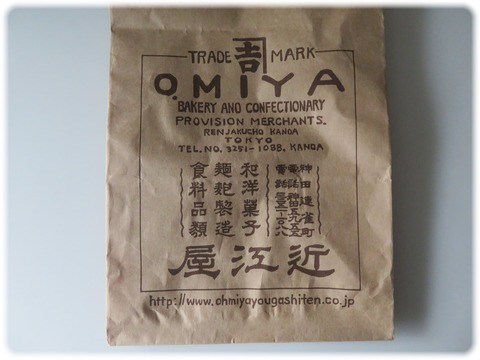 TRADE 吉 MARK
O.MIYA
BAKERY AND CONFECTIONARY
PROVISION MERCHANTS.
RENJAKUCHO KANDA
TOKYO
TEL.NO. 3251-1088. KANDA
神田連雀町
和洋菓子
麵麭製造
食料品類
近江屋
http://www.ohmiyayougashiten.co.jp